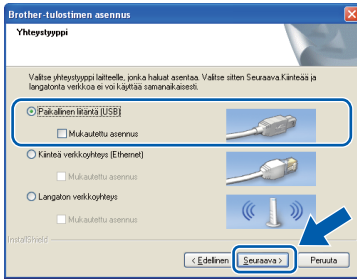 Brother-tulostimen asennus
Yhteystyyppi
Valitse yhteystyyppi laitteelle, jonka haluat asentaa. Valitse sitten Seuraava.Kiinteää ja
langatonta verkkoa ei voi käyttää samanaikaisesti.
Paikallinen liitäntä (USB)
Mukautettu asennus
Kiinteä verkkoyhteys (Ethernet)
Mukautettu asennus
Langaton verkkoyhteys
Mukautettu asennus
InstallShield
< Edellinen Seuraava > Peruuta